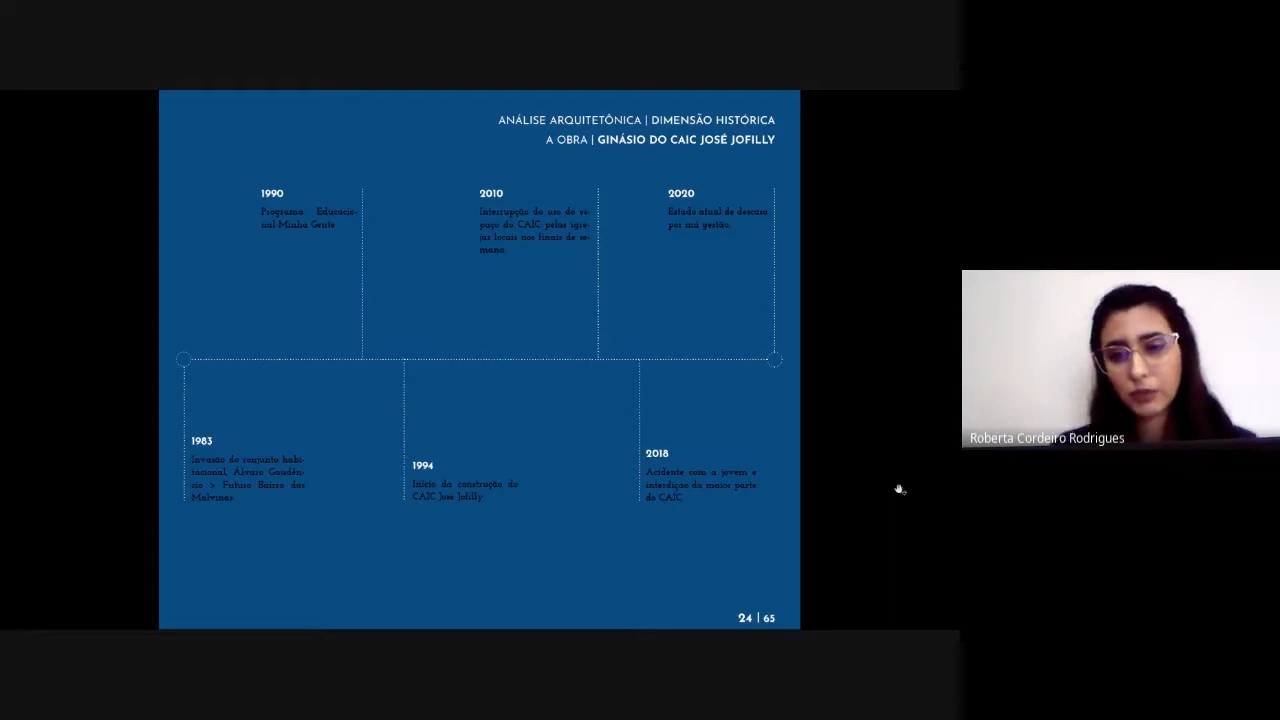 ANÁLISE ARQUITETÔNICA | DIMENSÃO HISTÓRICA
A OBRA | GINÁSIO DO CAIC JOSÉ JOFILLY
1990
Programa Educacio-
nal Minha Gente
2010
Interrupção do uso do es-
paço do CAIC pelas igre-
jas locais nos finais de se-
mana
2020
Estado atual de descaso
por má gestão.
1983
Invasão do conjunto habi-
tacional, Álvaro Gaudên-
cio > Futuro Bairro das
Malvinas
1994
Início da construção do
CAIC José Jofilly
2018
Acidente com a jovem e
interdição da maior parte
do CAIC
24 | 65
Roberta Cordeiro Rodrigues